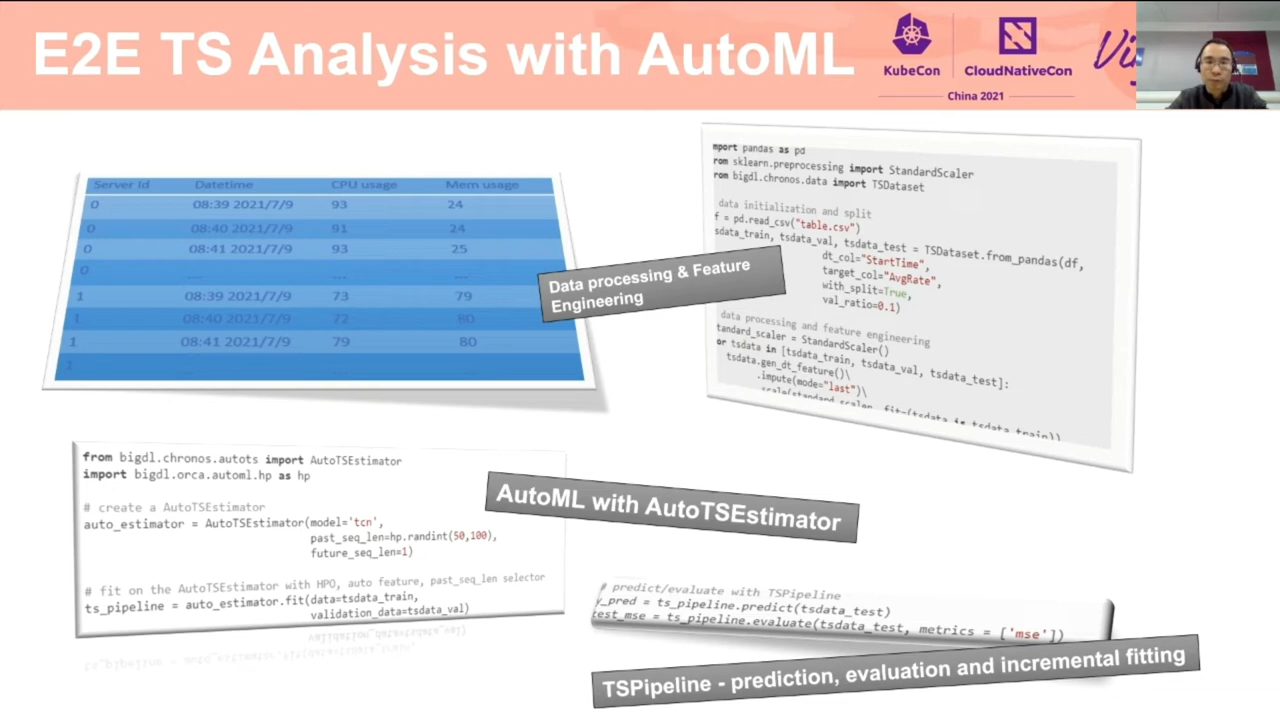 E2E TS Analysis with AutoML
KubeCon
CloudNativeCon
China 2021
Server Id Datetime CPU usage Mem usage
0 08:39 2021/7/9 93 24
0 08:40 2021/7/9 91 24
0 08:41 2021/7/9 93 25
0 ... ... ...
1 08:39 2021/7/9 73 79
1 08:40 2021/7/9 72 80
1 08:41 2021/7/9 79 80
1
Data processing & Feature
Engineering
mport pandas as pd
rom sklearn.preprocessing import StandardScaler
rom bigdl.chronos.data import TSDataset
data initialization and split
f = pd.read_csv("table.csv")
sdata_train, tsdata_val, tsdata_test = TSDataset.from_pandas(df,
dt_col="StartTime",
target_col="AvgRate",
with_split=True,
val_ratio=0.1)
data processing and feature engineering
tandard_scaler = StandardScaler()
or tsdata in [tsdata_train, tsdata_val, tsdata_test]:
tsdata.gen_dt_feature()\
.impute(mode="last")\
from bigdl.chronos.autots import AutoTSEstimator
import bigdl.orca.automl.hp as hp
# create a AutoTSEstimator
auto_estimator = AutoTSEstimator(model='tcn',
past_seq_len=hp.randint(50,100),
future_seq_len=1)
# fit on the AutoTSEstimator with HPO, auto feature, past_seq_len selector
ts_pipeline = auto_estimator.fit(data=tsdata_train,
validation_data=tsdata_val)
AutoML with AutoTSEstimator
# predict/evaluate with TSPipeline
y_pred = ts_pipeline.predict(tsdata_test)
test_mse = ts_pipeline.evaluate(tsdata_test, metrics = ['mse'])
TSPipeline - prediction, evaluation and incremental fitting